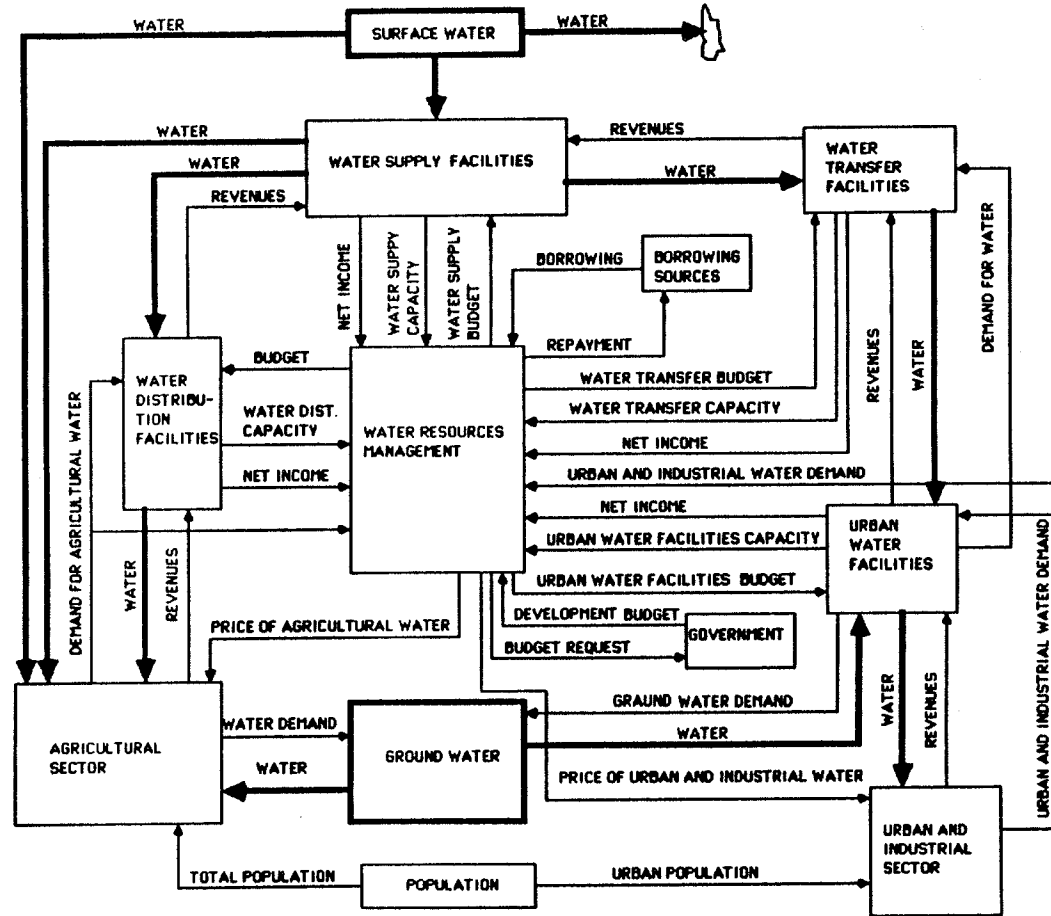 WATER
WATER
SURFACE WATER
WATER
REVENUES
WATER SUPPLY FACILITIES
WATER
TRANSFER
FACILITIES
WATER
WATER
REVENUES
NET INCOME
WATER SUPPY
CAPACITY
WATER SUPPLY
BUDGET
BORROWING
BORROWING
SOURCES
DEMAND FOR WATER
REPAYMENT
BUDGET
WATER
DISTRIBU-
TION
FACILITIES
WATER TRANSFER BUDGET
REVENUES
WATER
WATER DIST.
CAPACITY
WATER TRANSFER CAPACITY
WATER RESOURCES
MANAGEMENT
NET INCOME
NET INCOME
URBAN AND INDUSTRIAL WATER DEMAND
DEMAND FOR AGRICULTURAL WATER
NET INCOME
URBAN
WATER
FACILITIES
URBAN WATER FACILITIES CAPACITY
WATER
REVENUES
URBAN WATER FACILITIES BUDGET
DEVELOPMENT BUDGET
PRICE OF AGRICULTURAL WATER
GOVERNMENT
BUDGET REQUEST
URBAN AND INDUSTRIAL WATER DEMAND
WATER
REVENUES
GRAUND WATER DEMAND
WATER DEMAND
WATER
AGRICULTURAL
SECTOR
GROUND WATER
WATER
PRICE OF URBAN AND INDUSTRIAL WATER
URBAN AND
INDUSTRIAL
SECTOR
TOTAL POPULATION
POPULATION
URBAN POPULATION